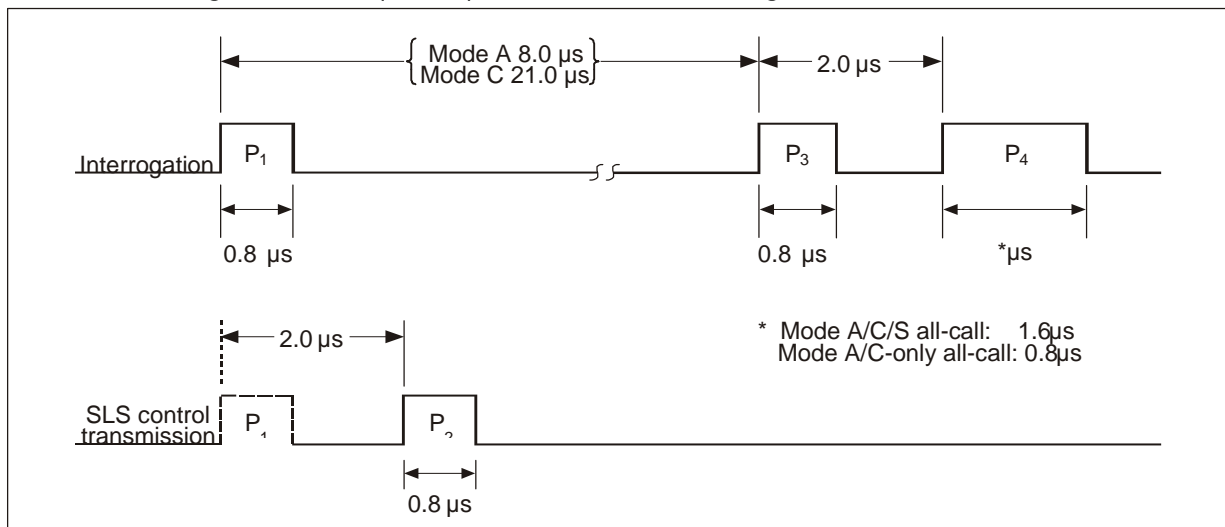 Mode A 8.0 µs
Mode C 21.0 µs
2.0 µs
Interrogation
P1
P3
P4
0.8 µs
0.8 µs
*µs
2.0 µs
* Mode A/C/S all-call: 1.6µs
Mode A/C-only all-call: 0.8µs
SLS control
transmission
P1
P2
0.8 µs